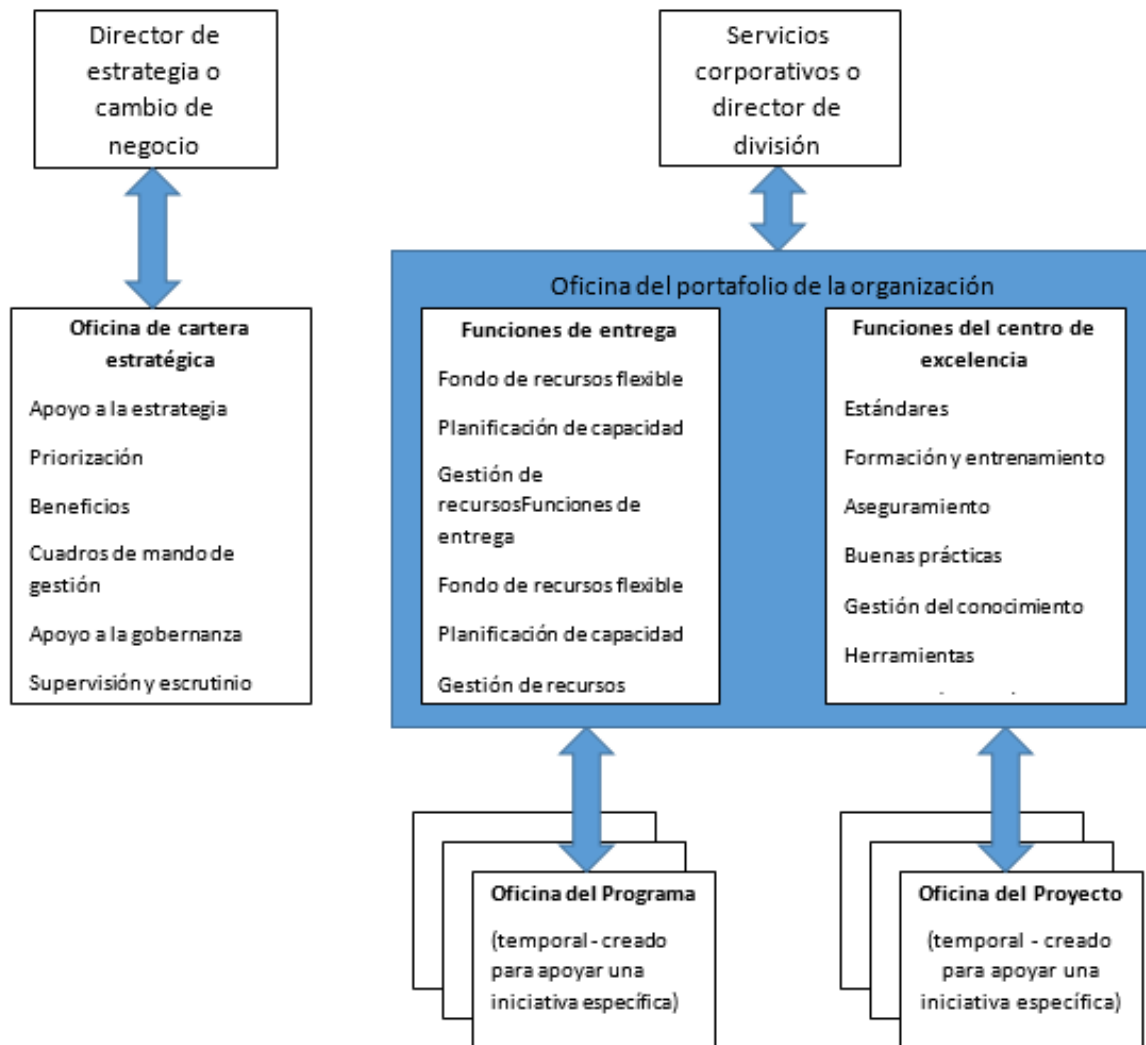 Director de
estrategia o
cambio de
negocio
Servicios
corporativos o
director de
división
Oficina de cartera
estratégica
Apoyo a la estrategia
Priorización
Beneficios
Cuadros de mando de
gestión
Apoyo a la gobernanza
Supervisión y escrutinio
Oficina del portafolio de la organización
Funciones de entrega
Fondo de recursos flexible
Planificación de capacidad
Gestión de
recursosFunciones de
entrega
Fondo de recursos flexible
Planificación de capacidad
Gestión de recursos
Funciones del centro de
excelencia
Estándares
Formación y entrenamiento
Aseguramiento
Buenas prácticas
Gestión del conocimiento
Herramientas
Oficina del Programa
(temporal - creado
para apoyar una
iniciativa específica)
Oficina del Proyecto
(temporal - creado
para apoyar una
iniciativa específica)